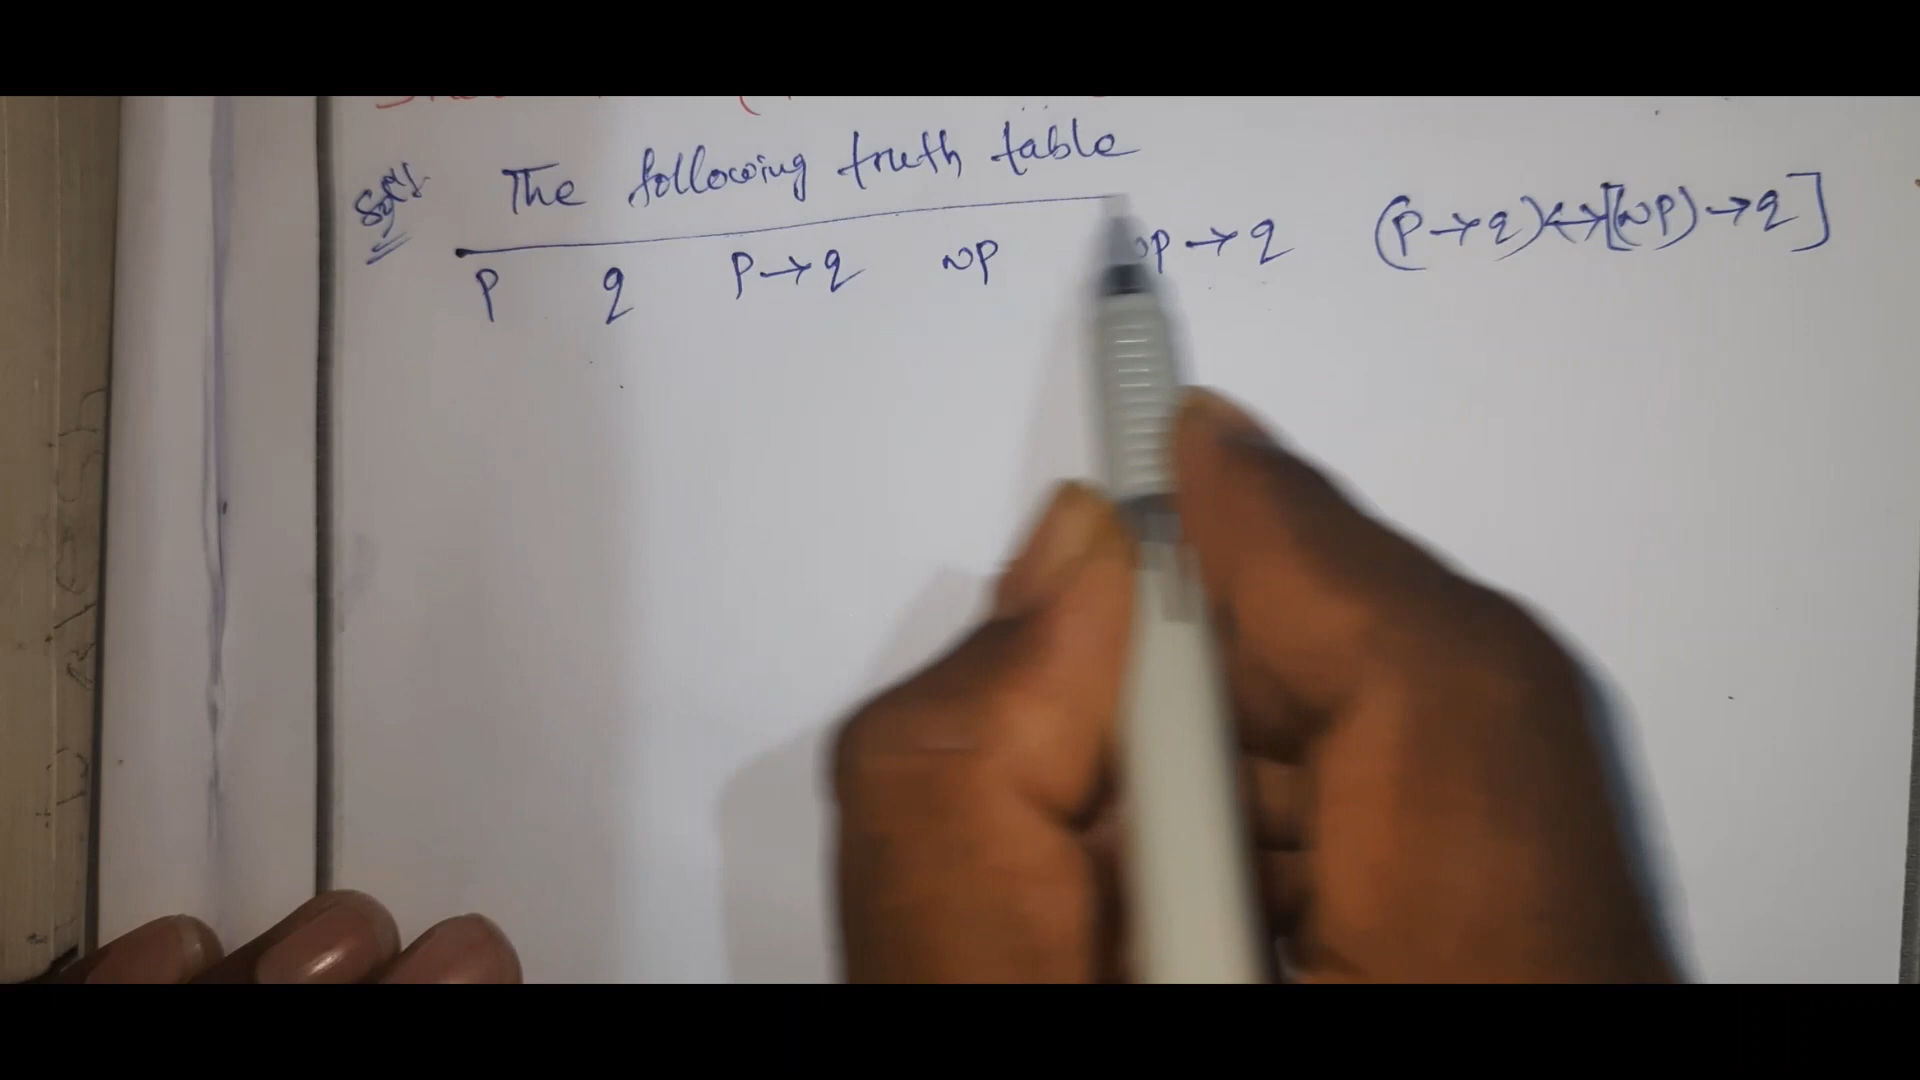 Sol:
The following truth table
P q P→q ~P ~P→q (P→q)↔[(~P)→q]